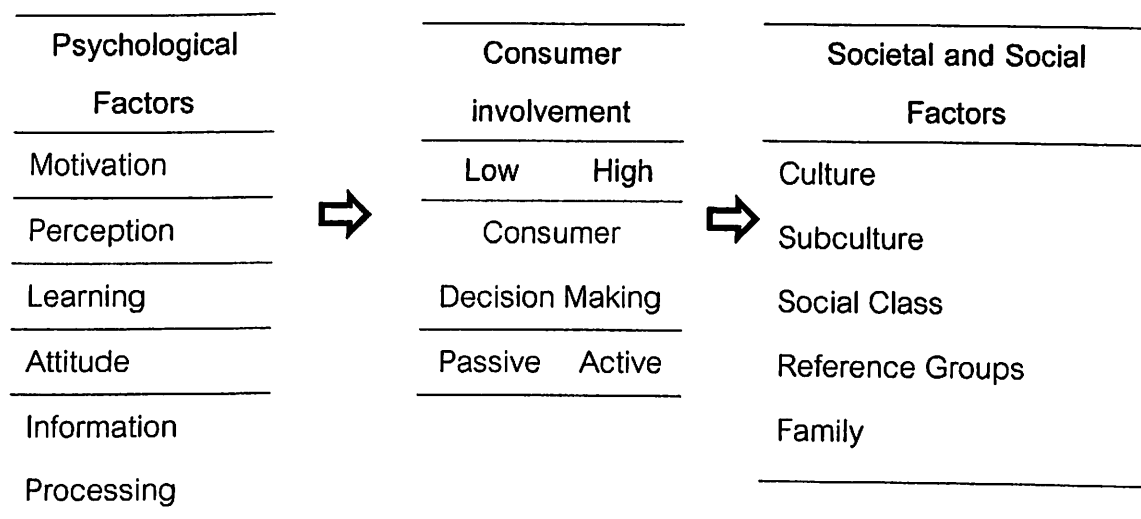 Psychological
Factors
Motivation
Perception
Learning
Attitude
Information
Processing
Consumer
involvement
Low High
Consumer
Decision Making
Passive Active
Societal and Social
Factors
Culture
Subculture
Social Class
Reference Groups
Family